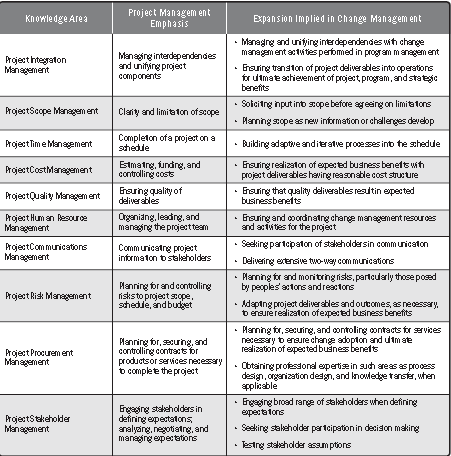 Knowledge Area
Project Management
Emphasis
Expansion Implied in Change Management
Project Integration
Management
Managing interdependencies
and unifying project
components
• Managing and unifying interdependencies with change
management activities performed in program management
• Ensuring transition of project deliverables into operations
for ultimate achievement of project, program, and strategic
benefits
Project Scope Management
Clarity and limitation of scope
• Soliciting input into scope before agreeing on limitations
• Planning scope as new information or challenges develop
Project Time Management
Completion of a project on a
schedule
• Building adaptive and iterative processes into the schedule
Project Cost Management
Estimating, funding, and
controlling costs
• Ensuring realization of expected business benefits with
project deliverables having reasonable cost structure
Project Quality Management
Ensuring quality of
deliverables
• Ensuring that quality deliverables result in expected
business benefits
Project Human Resource
Management
Organizing, leading, and
managing the project team
• Ensuring and coordinating change management resources
and activities for the project
Project Communications
Management
Communicating project
information to stakeholders
• Seeking participation of stakeholders in communication
• Delivering extensive two-way communications
Project Risk Management
Planning for and controlling
risks to project scope,
schedule, and budget
• Planning for and monitoring risks, particularly those posed
by peoples' actions and reactions
• Adapting project deliverables and outcomes, as necessary,
to ensure realization of expected business benefits
Project Procurement
Management
Planning for, securing, and
controlling contracts for
products or services necessary
to complete the project
• Planning for, securing, and controlling contracts for services
necessary to ensure change adoption and ultimate
realization of expected business benefits
• Obtaining professional expertise in such areas as process
design, organization design, and knowledge transfer, when
applicable
Project Stakeholder
Management
Engaging stakeholders in
defining expectations;
analyzing, negotiating, and
managing expectations
• Engaging broad range of stakeholders when defining
expectations
• Seeking stakeholder participation in decision making
• Testing stakeholder assumptions